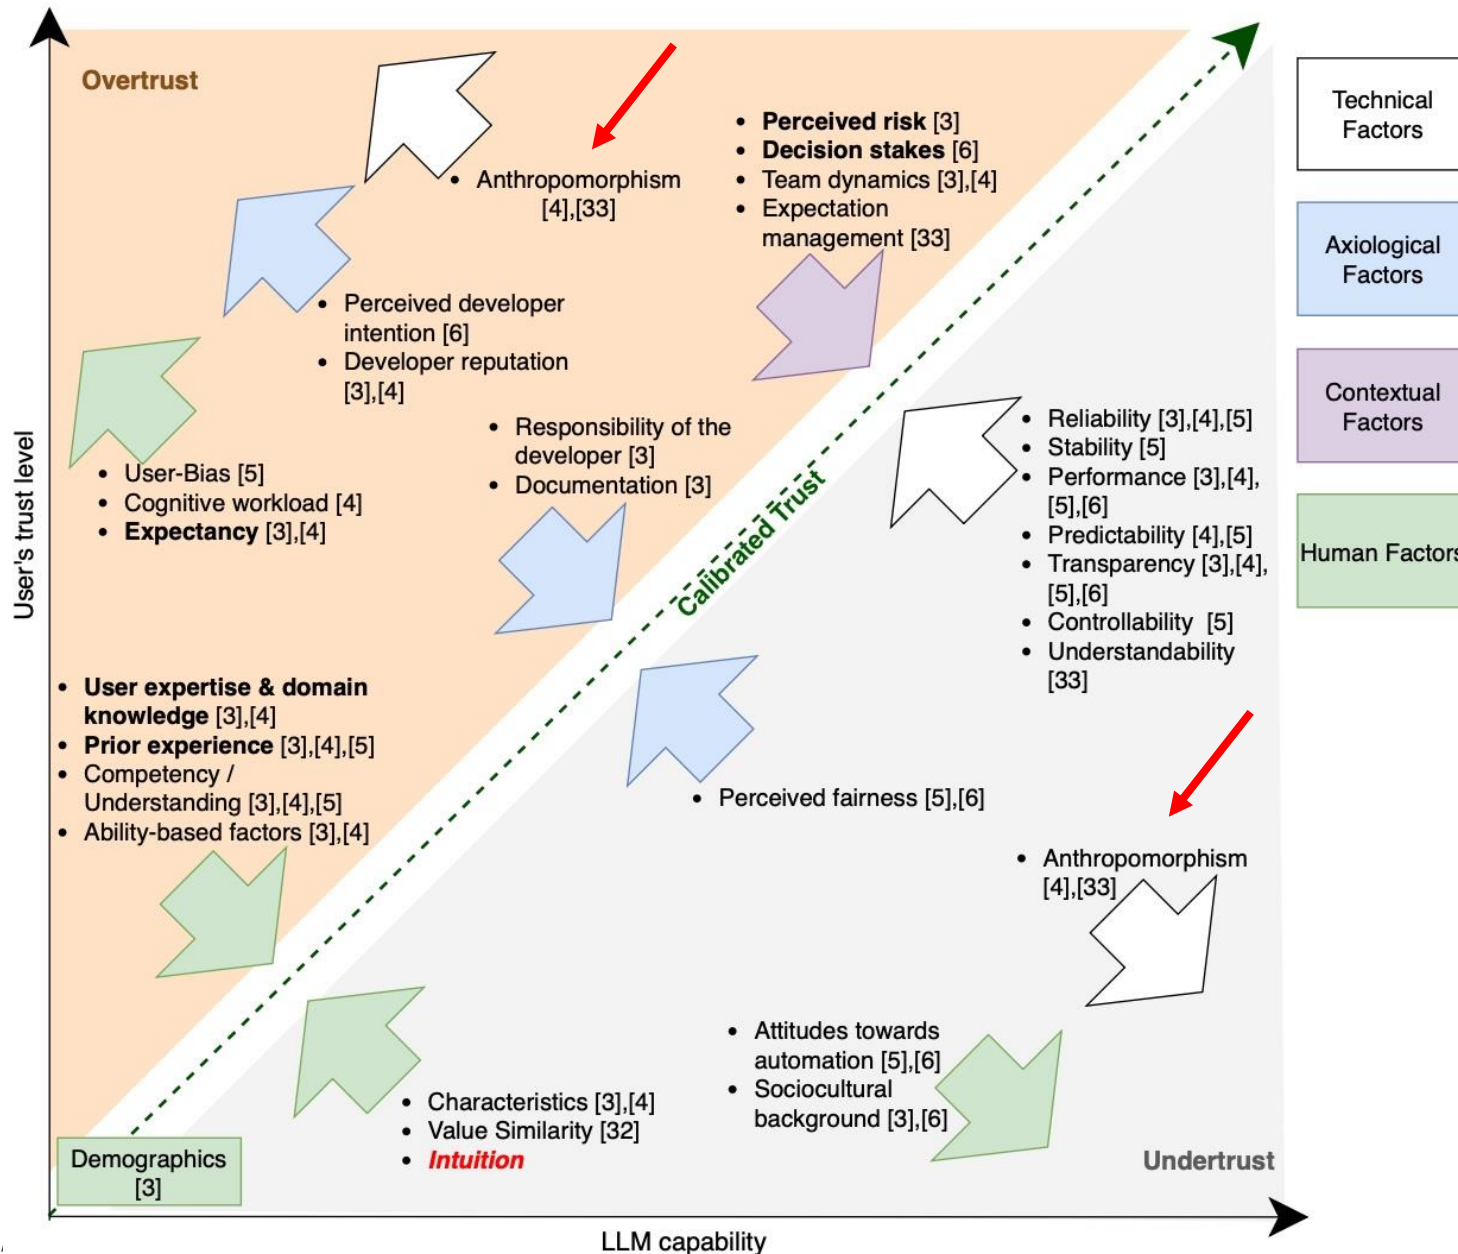 Overtrust
Technical
Factors
• Perceived risk [3]
• Decision stakes [6]
• Team dynamics [3],[4]
• Expectation
management [33]
• Anthropomorphism
[4],[33]
Axiological
Factors
• Perceived developer
intention [6]
• Developer reputation
[3],[4]
Contextual
Factors
• Responsibility of the
developer [3]
• Documentation [3]
• Reliability [3],[4],[5]
• Stability [5]
• Performance [3],[4],
[5],[6]
• Predictability [4],[5]
• Transparency [3],[4],
[5],[6]
• Controllability [5]
• Understandability
[33]
• User-Bias [5]
• Cognitive workload [4]
• Expectancy [3],[4]
Human Factors
User's trust level
Calibrated Trust
• User expertise & domain
knowledge [3],[4]
• Prior experience [3],[4],[5]
• Competency /
Understanding [3],[4],[5]
• Ability-based factors [3],[4]
• Perceived fairness [5],[6]
• Anthropomorphism
[4],[33]
• Attitudes towards
automation [5],[6]
• Sociocultural
background [3],[6]
• Characteristics [3],[4]
• Value Similarity [32]
• Intuition
Demographics
[3]
Undertrust
LLM capability